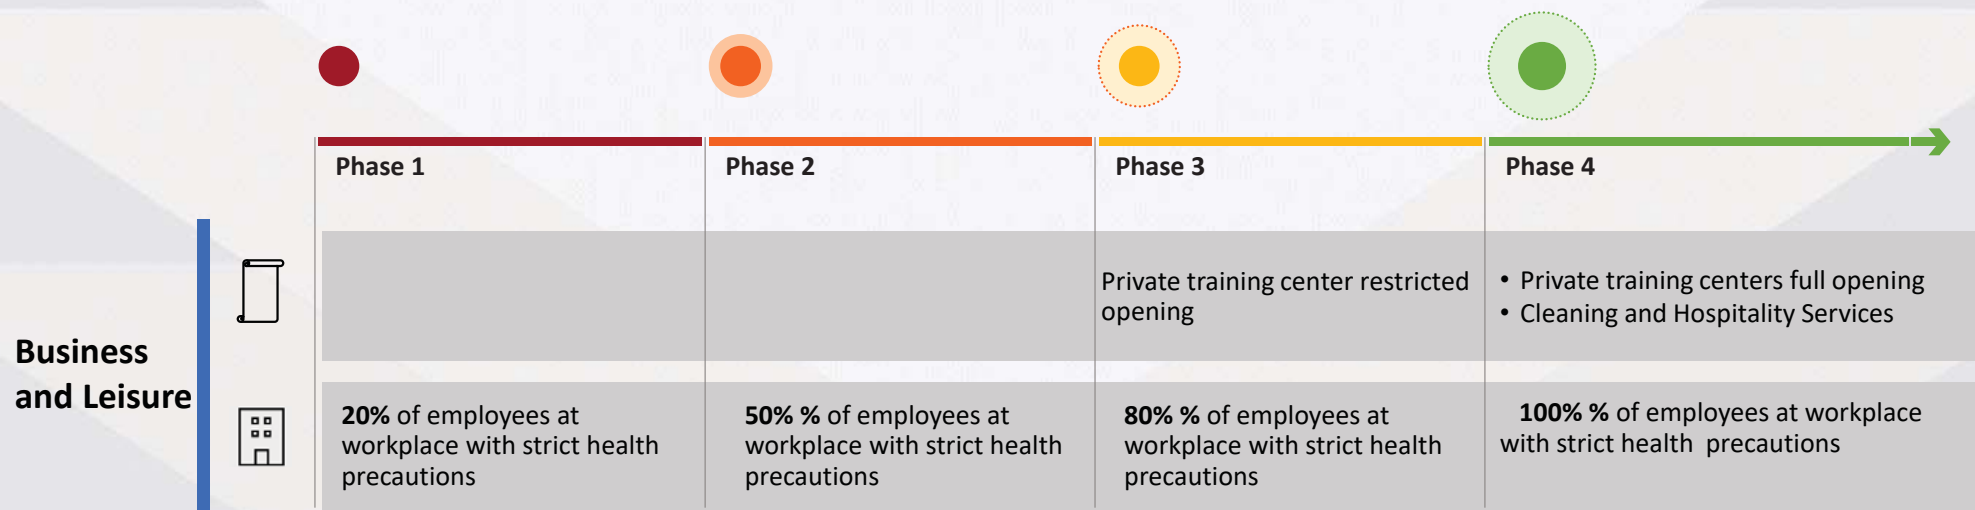 Phase 1
Phase 2
Phase 3
Phase 4
Business
and Leisure
Private training center restricted
opening
• Private training centers full opening
• Cleaning and Hospitality Services
20% of employees at
workplace with strict health
precautions
50% % of employees at
workplace with strict health
precautions
80% % of employees at
workplace with strict health
precautions
100% % of employees at workplace
with strict health precautions